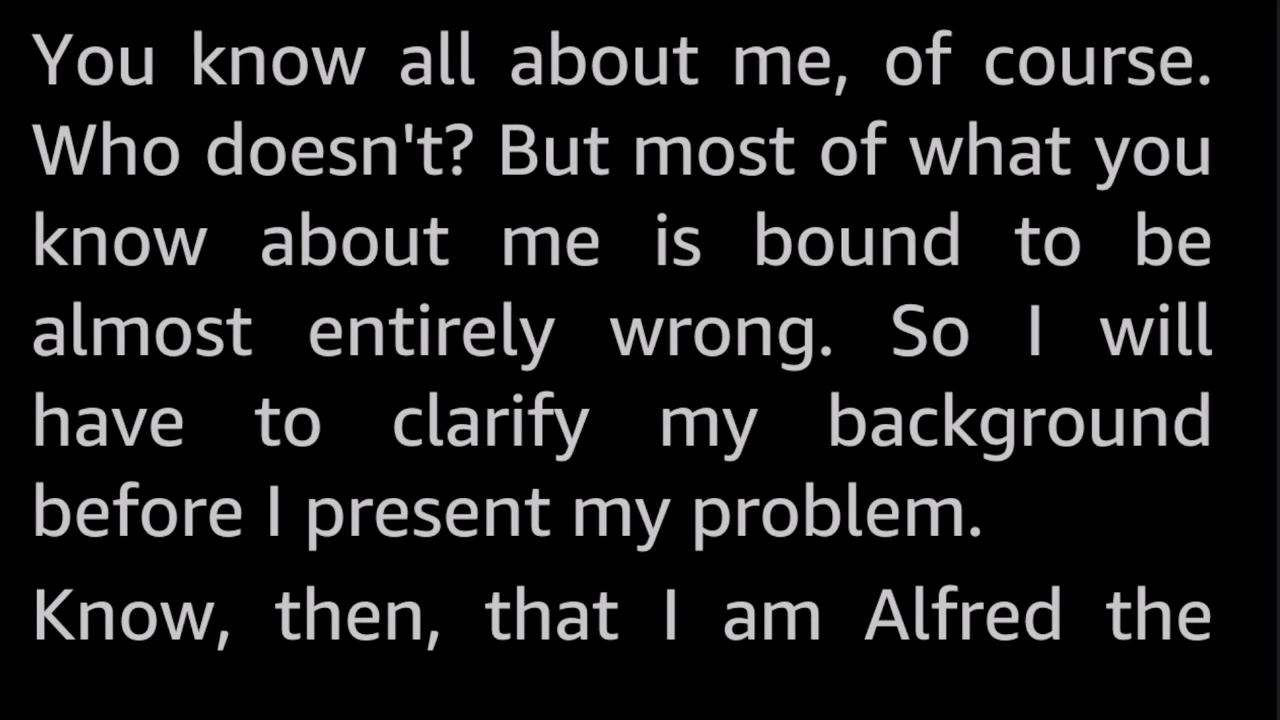 You know all about me, of course.
Who doesn't? But most of what you
know about me is bound to be
almost entirely wrong. So I will
have to clarify my background
before I present my problem.
Know, then, that I am Alfred the